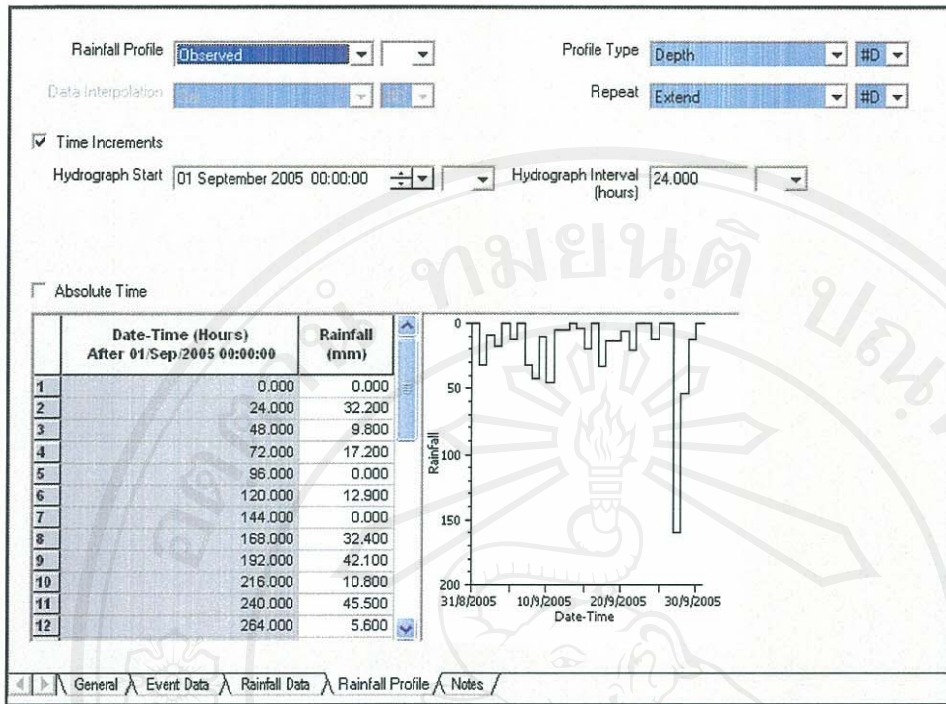 Rainfall Profile Observed Profile Type Depth #D
Data Interpolation Repeat Extend #D
Time Increments
Hydrograph Start 01 September 2005 00:00:00 Hydrograph Interval (hours) 24.000
Absolute Time
Date-Time (Hours) After 01/Sep/2005 00:00:00 Rainfall (mm)
1 0.000 0.000
2 24.000 32.200
3 48.000 9.800
4 72.000 17.200
5 96.000 0.000
6 120.000 12.900
7 144.000 0.000
8 168.000 32.400
9 192.000 42.100
10 216.000 10.800
11 240.000 45.500
12 264.000 5.600
0
50
100
150
200
Rainfall
31/8/2005 10/9/2005 20/9/2005 30/9/2005
Date-Time
General Event Data Rainfall Data Rainfall Profile Notes